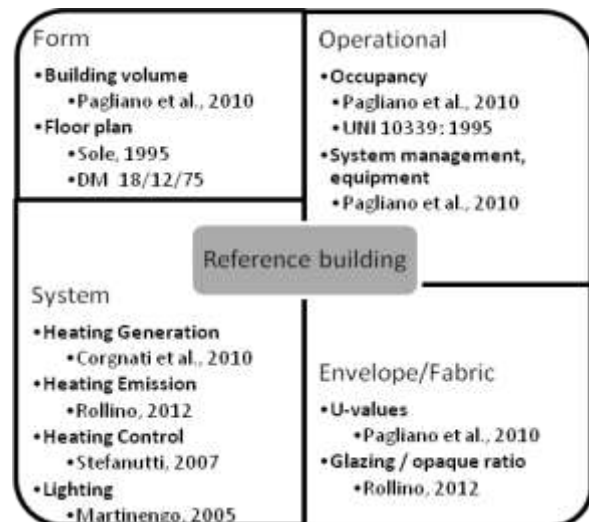 Form
•Building volume
•Pagliano et al., 2010
•Floor plan
•Sole, 1995
•DM 18/12/75
Operational
•Occupancy
•Pagliano et al., 2010
•UNI 10339: 1995
•System management,
equipment
•Pagliano et al., 2010
Reference building
System
•Heating Generation
•Corgnati et al., 2010
•Heating Emission
•Rollino, 2012
•Heating Control
•Stefanutti, 2007
•Lighting
•Martinengo, 2005
Envelope/Fabric
•U-values
•Pagliano et al., 2010
•Glazing / opaque ratio
•Rollino, 2012